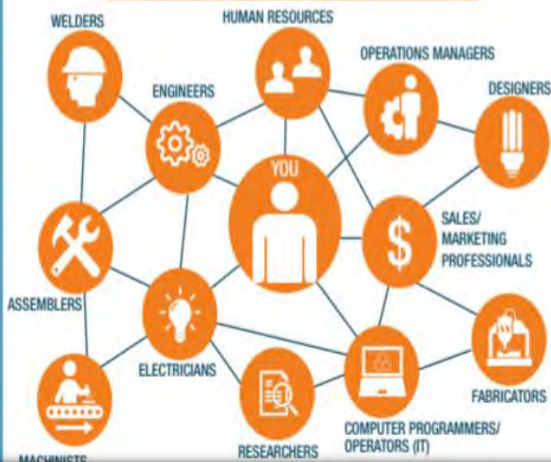 HUMAN RESOURCES
WELDERS
OPERATIONS MANAGERS
ENGINEERS
DESIGNERS
YOU
SALES/
MARKETING
PROFESSIONALS
ASSEMBLERS
ELECTRICIANS
FABRICATORS
COMPUTER PROGRAMMERS/
OPERATORS (IT)
RESEARCHERS
MACHINISTS